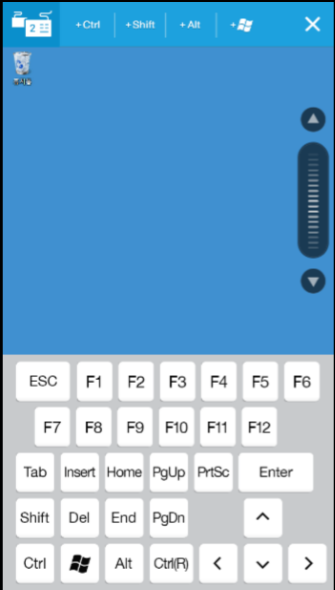 2 +Ctrl +Shift +Alt +
ESC F1 F2 F3 F4 F5 F6
F7 F8 F9 F10 F11 F12
Tab Insert Home PgUp PrtSc Enter
Shift Del End PgDn
Ctrl Alt Ctrl(R)